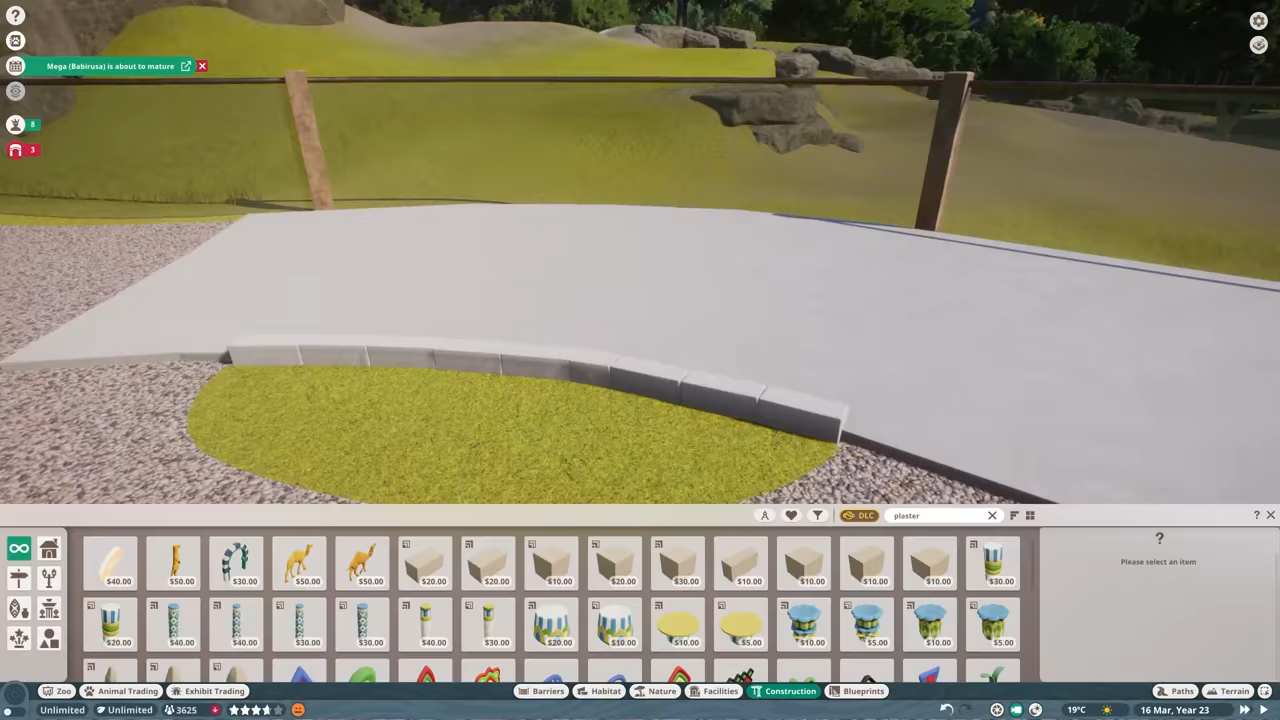 ?
Mega (Babirusa) is about to mature
8
3
DLC
plaster
?
$40.00 $50.00 $30.00 $50.00 $50.00 $20.00 $20.00 $10.00 $20.00 $30.00 $10.00 $10.00 $10.00 $10.00 $30.00
$20.00 $40.00 $40.00 $30.00 $30.00 $40.00 $30.00 $20.00 $10.00 $10.00 $5.00 $10.00 $5.00 $10.00 $5.00
?
Please select an item
Zoo Animal Trading Exhibit Trading Barriers Habitat Nature Facilities Construction Blueprints Paths Terrain
Unlimited Unlimited 3625 19°C 16 Mar, Year 23